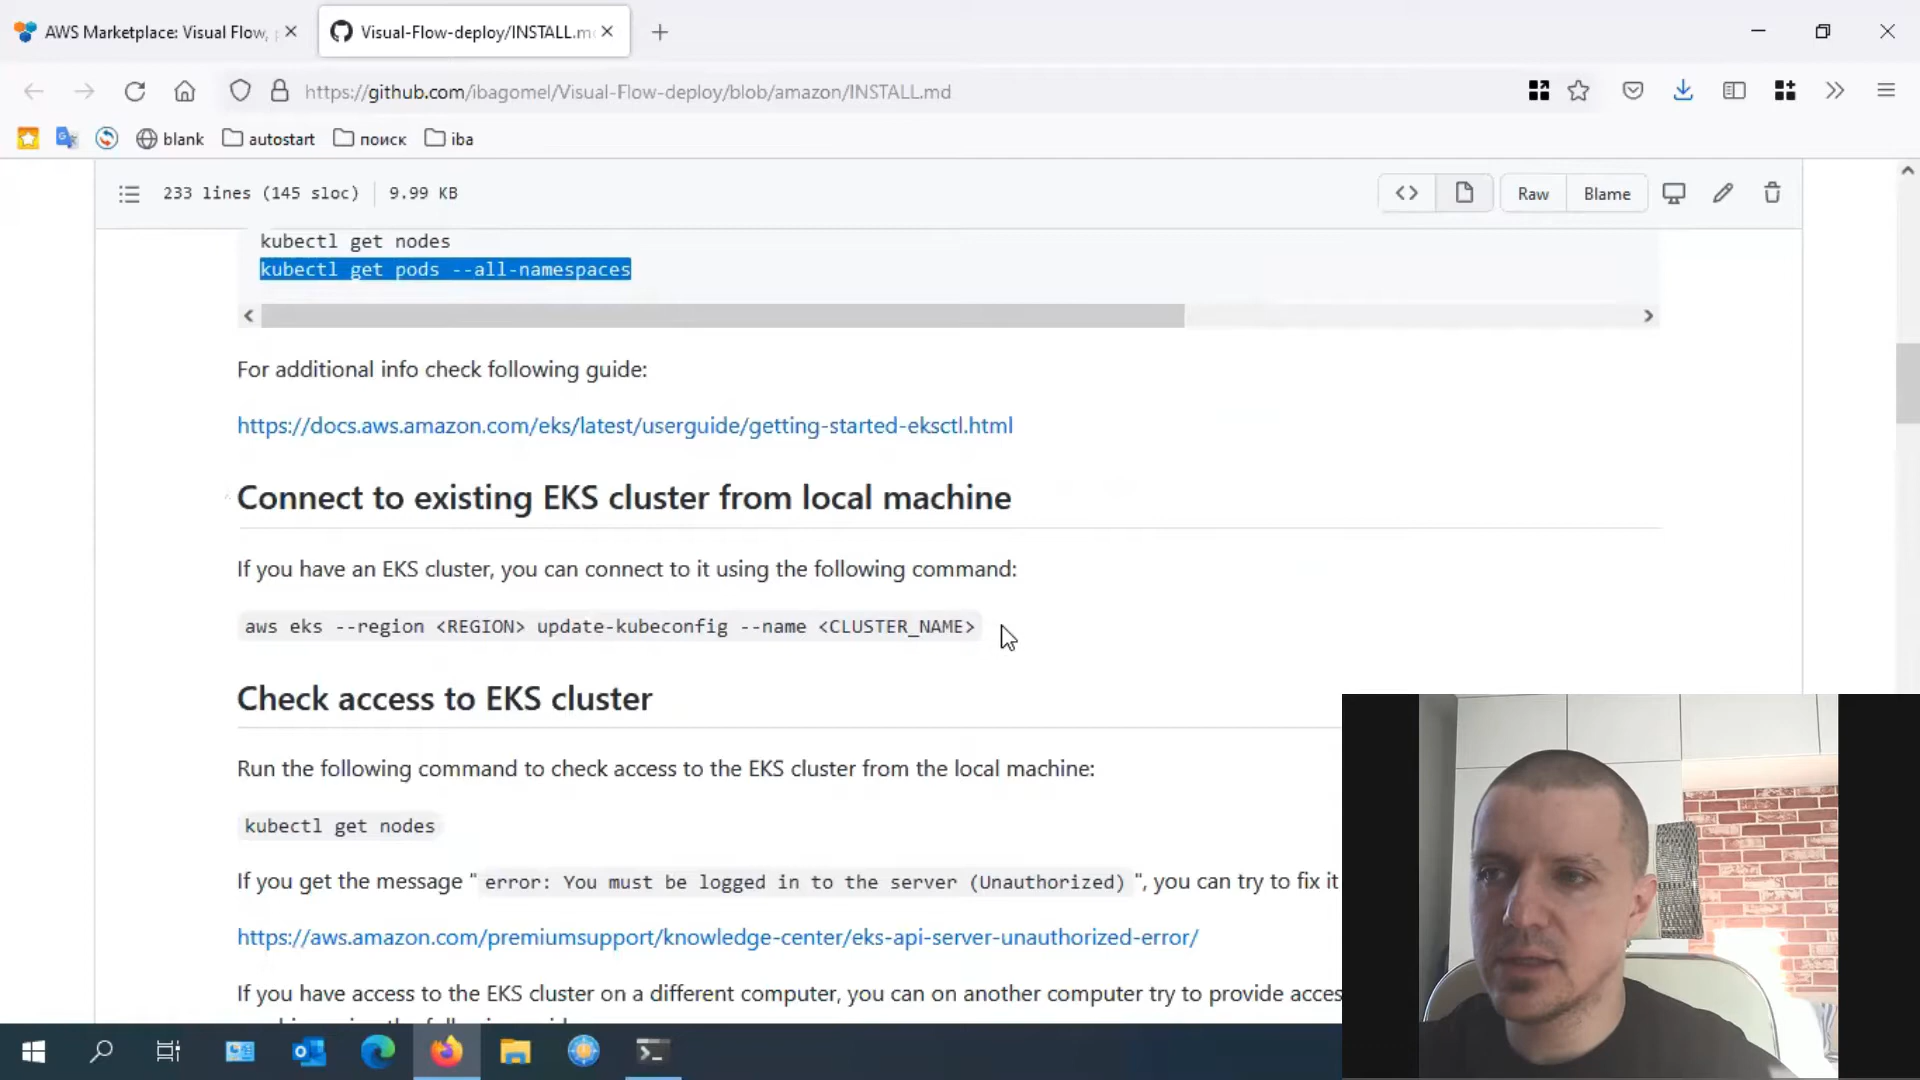 AWS Marketplace: Visual Flow,
Visual-Flow-deploy/INSTALL.m
https://github.com/ibagomel/Visual-Flow-deploy/blob/amazon/INSTALL.md
blank autostart поиск iba
233 lines (145 sloc) 9.99 KB
Raw Blame
kubectl get nodes
kubectl get pods --all-namespaces
For additional info check following guide:
https://docs.aws.amazon.com/eks/latest/userguide/getting-started-eksctl.html
Connect to existing EKS cluster from local machine
If you have an EKS cluster, you can connect to it using the following command:
aws eks --region <REGION> update-kubeconfig --name <CLUSTER_NAME>
Check access to EKS cluster
Run the following command to check access to the EKS cluster from the local machine:
kubectl get nodes
If you get the message "error: You must be logged in to the server (Unauthorized)", you can try to fix it
https://aws.amazon.com/premiumsupport/knowledge-center/eks-api-server-unauthorized-error/
If you have access to the EKS cluster on a different computer, you can on another computer try to provide acces